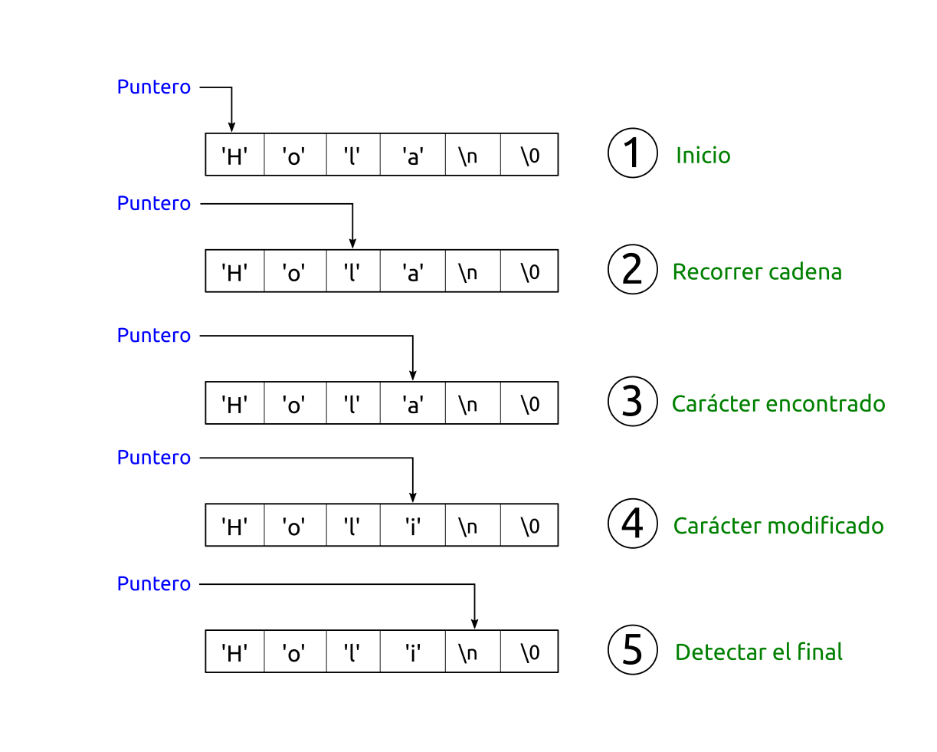 Puntero
'H' 'o' 'l' 'a' \n \0
1 Inicio
Puntero
'H' 'o' 'l' 'a' \n \0
2 Recorrer cadena
Puntero
'H' 'o' 'l' 'a' \n \0
3 Carácter encontrado
Puntero
'H' 'o' 'l' 'i' \n \0
4 Carácter modificado
Puntero
'H' 'o' 'l' 'i' \n \0
5 Detectar el final